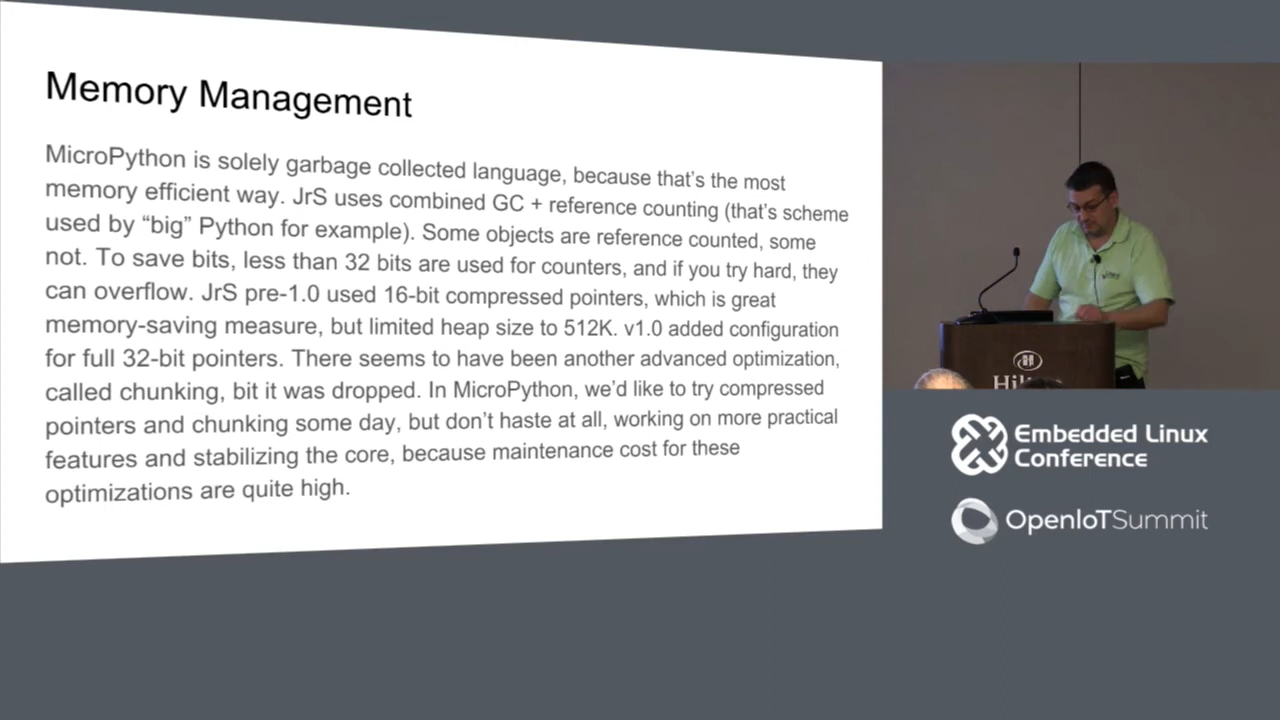 Memory Management
MicroPython is solely garbage collected language, because that's the most
memory efficient way. JrS uses combined GC + reference counting (that's scheme
used by “big” Python for example). Some objects are reference counted, some
not. To save bits, less than 32 bits are used for counters, and if you try hard, they
can overflow. JrS pre-1.0 used 16-bit compressed pointers, which is great
memory-saving measure, but limited heap size to 512K. v1.0 added configuration
for full 32-bit pointers. There seems to have been another advanced optimization,
called chunking, bit it was dropped. In MicroPython, we'd like to try compressed
pointers and chunking some day, but don't haste at all, working on more practical
features and stabilizing the core, because maintenance cost for these
optimizations are quite high.
Embedded Linux
Conference
OpenIoTSummit